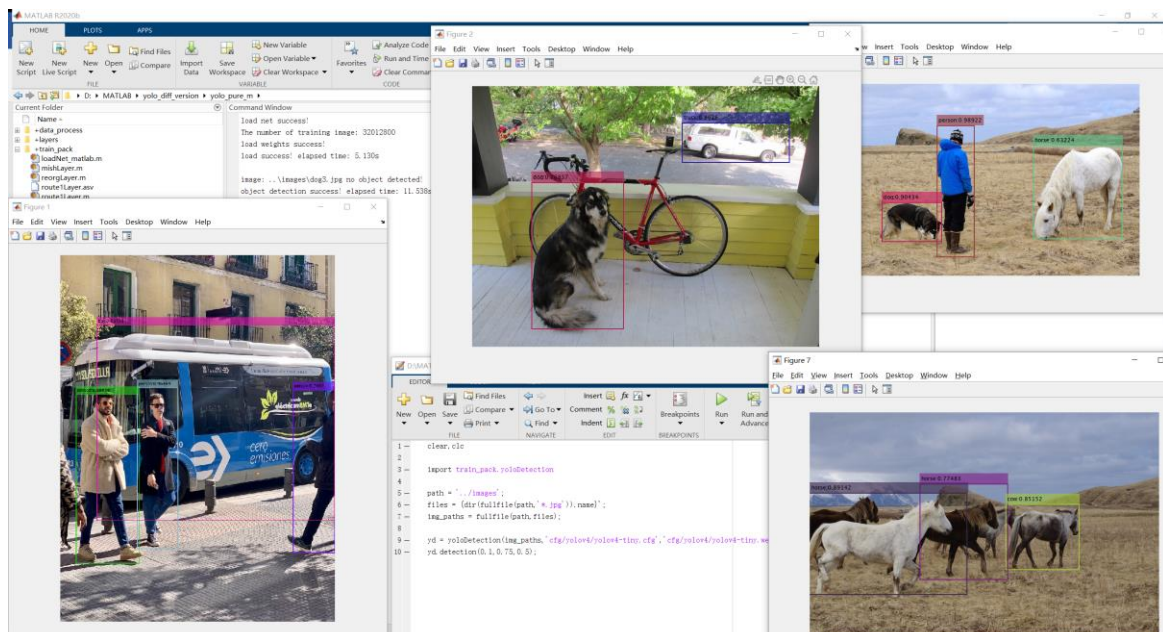 MATLAB R2020b
HOME PLOTS APPS
New Script
New Live Script
New
Open
Find Files
Compare
Import Data
Save Workspace
New Variable
Open Variable
Clear Workspace
Favorites
Analyze Code
Run and Time
Clear Comman
FILE VARIABLE CODE
D: MATLAB yolo_diff_version yolo_pure_m
Current Folder
Name
+data_process
+layers
+train_pack
loadNet_matlab.m
mishLayer.m
reorgLayer.m
route1Layer.asv
route1Layer.m
Command Window
load net success!
The number of training image: 32012800
load weights success!
load success! elapsed time: 5.130s
image: ..\images\dog3.jpg no object detected!
object detection success! elapsed time: 11.538s
Figure 2
File Edit View Insert Tools Desktop Window Help
w Insert Tools Desktop Window Help
person:0.98922
horse:0.43224
dog:0.90434
Figure 1
File Edit View Insert Tools Desktop Window Help
cero
emisiones
D:\MAT
EDITOR
New
Open
Save
Find Files
Compare
Print
Go To
Find
Insert
Comment
Indent
Breakpoints
Run
Run and Advance
FILE NAVIGATE EDIT BREAKPOINTS
1 clear,clc
2
3 import train_pack.yoloDetection
4
5 path = '../images';
6 files = {dir(fullfile(path,'*.jpg')).name}';
7 img_paths = fullfile(path,files);
8
9 yd = yoloDetection(img_paths,'cfg/yolov4/yolov4-tiny.cfg','cfg/yolov4/yolov4-tiny.we
10 yd.detection(0.1,0.75,0.5);
Figure 7
File Edit View Insert Tools Desktop Window Help
horse:0.89242
horse:0.77483
cow:0.85152